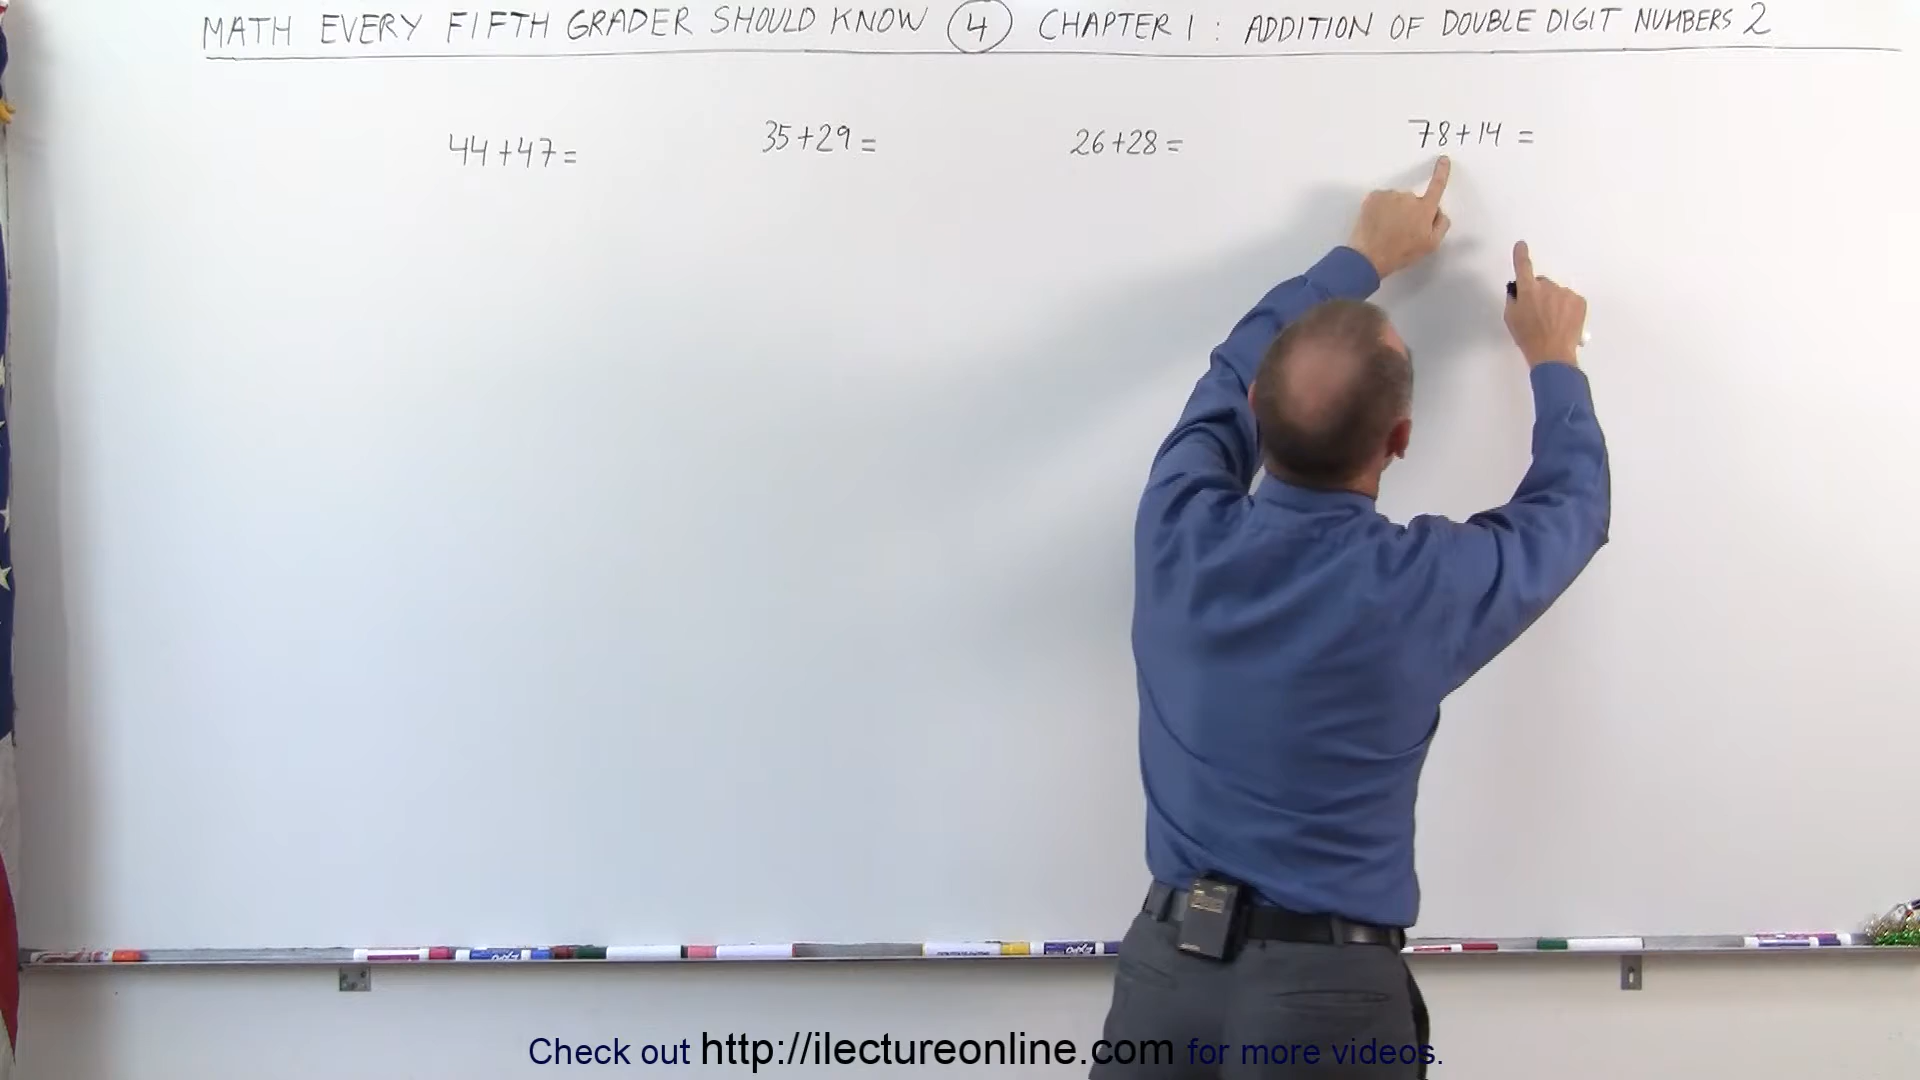 MATH EVERY FIFTH GRADER SHOULD KNOW 4 CHAPTER 1 : ADDITION OF DOUBLE DIGIT NUMBERS 2
44+47= 35+29= 26+28= 78+14=
Check out http://ilectureonline.com for more videos.